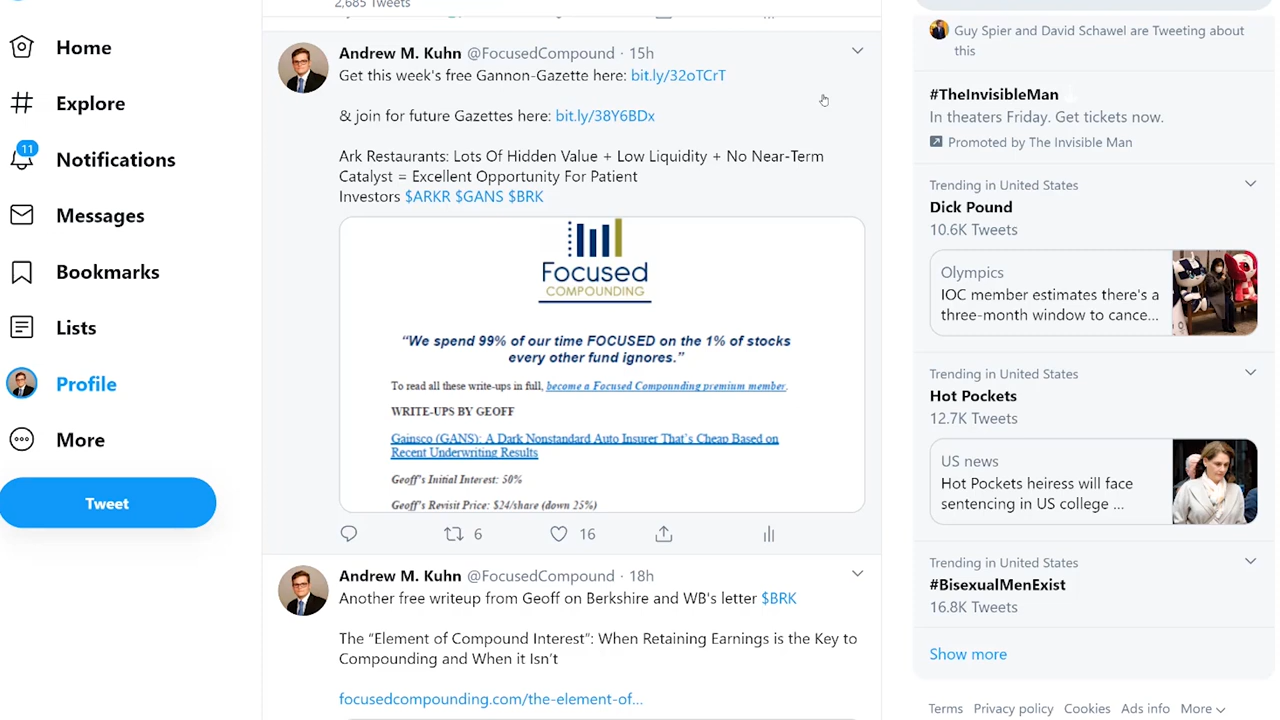 2,685 Tweets
Home
Explore
11
Notifications
Messages
Bookmarks
Lists
Profile
More
Tweet
Andrew M. Kuhn @FocusedCompound · 15h
Get this week's free Gannon-Gazette here: bit.ly/32oTCrT
& join for future Gazettes here: bit.ly/38Y6BDx
Ark Restaurants: Lots Of Hidden Value + Low Liquidity + No Near-Term
Catalyst = Excellent Opportunity For Patient
Investors $ARKR $GANS $BRK
Focused
COMPOUNDING
“We spend 99% of our time FOCUSED on the 1% of stocks
every other fund ignores.”
To read all these write-ups in full, become a Focused Compounding premium member.
WRITE-UPS BY GEOFF
Gainsco (GANS): A Dark Nonstandard Auto Insurer That’s Cheap Based on
Recent Underwriting Results
Geoff’s Initial Interest: 50%
Geoff’s Revisit Price: $24/share (down 25%)
6
16
Andrew M. Kuhn @FocusedCompound · 18h
Another free writeup from Geoff on Berkshire and WB's letter $BRK
The “Element of Compound Interest”: When Retaining Earnings is the Key to
Compounding and When it Isn’t
focusedcompounding.com/the-element-of...
Guy Spier and David Schawel are Tweeting about
this
#TheInvisibleMan
In theaters Friday. Get tickets now.
Promoted by The Invisible Man
Trending in United States
Dick Pound
10.6K Tweets
Olympics
IOC member estimates there's a
three-month window to cance...
Trending in United States
Hot Pockets
12.7K Tweets
US news
Hot Pockets heiress will face
sentencing in US college ...
Trending in United States
#BisexualMenExist
16.8K Tweets
Show more
Terms Privacy policy Cookies Ads info More